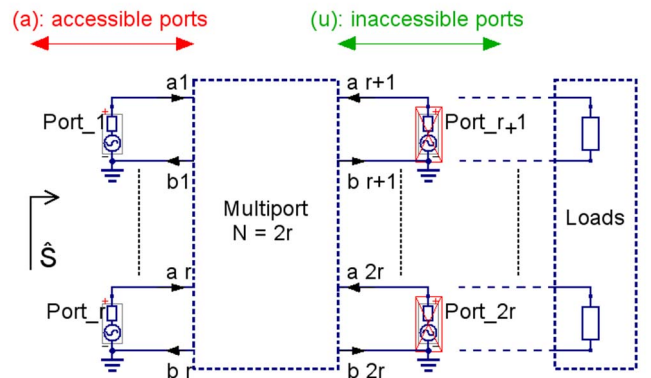 (a): accessible ports
(u): inaccessible ports
a1
a r+1
Port_1
Port_r+1
b1
b r+1
Multiport
N = 2r
Loads
Ŝ
a r
a 2r
Port_r
Port_2r
b r
b 2r